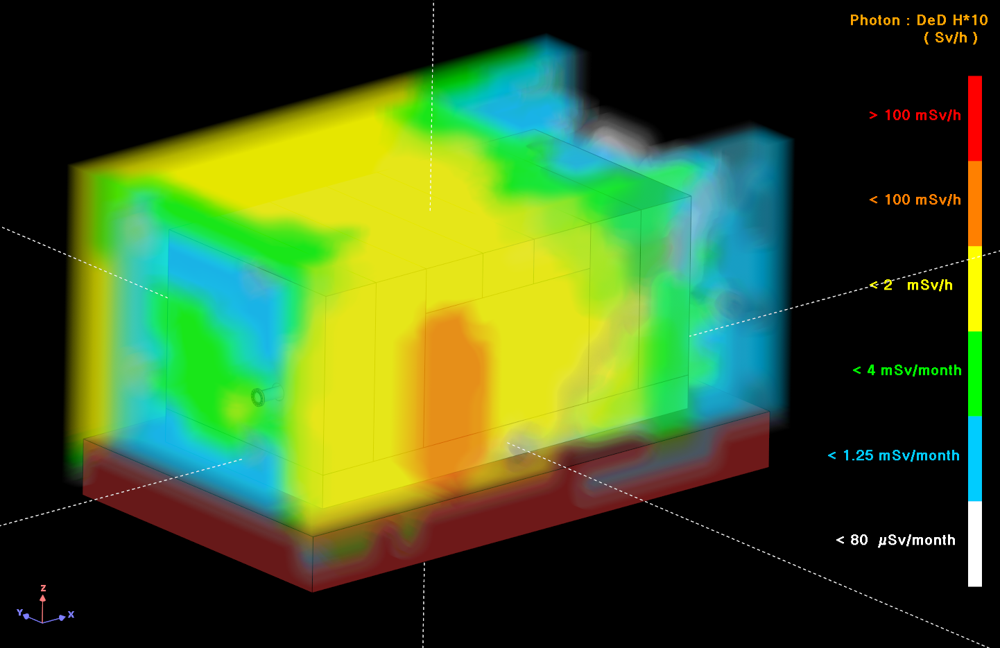 Photon : DeD H*10
( Sv/h )
> 100 mSv/h
< 100 mSv/h
< 2 mSv/h
< 4 mSv/month
< 1.25 mSv/month
< 80 µSv/month
Z
Y
X